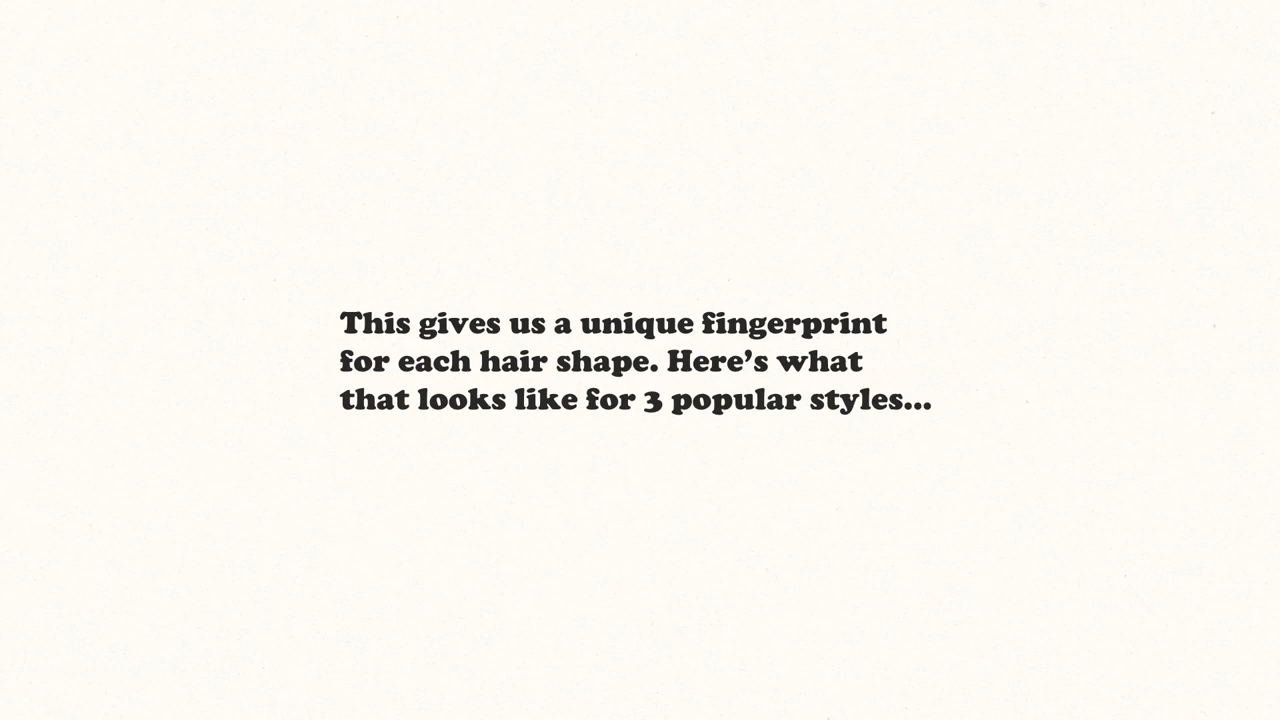 This gives us a unique fingerprint
for each hair shape. Here’s what
that looks like for 3 popular styles...